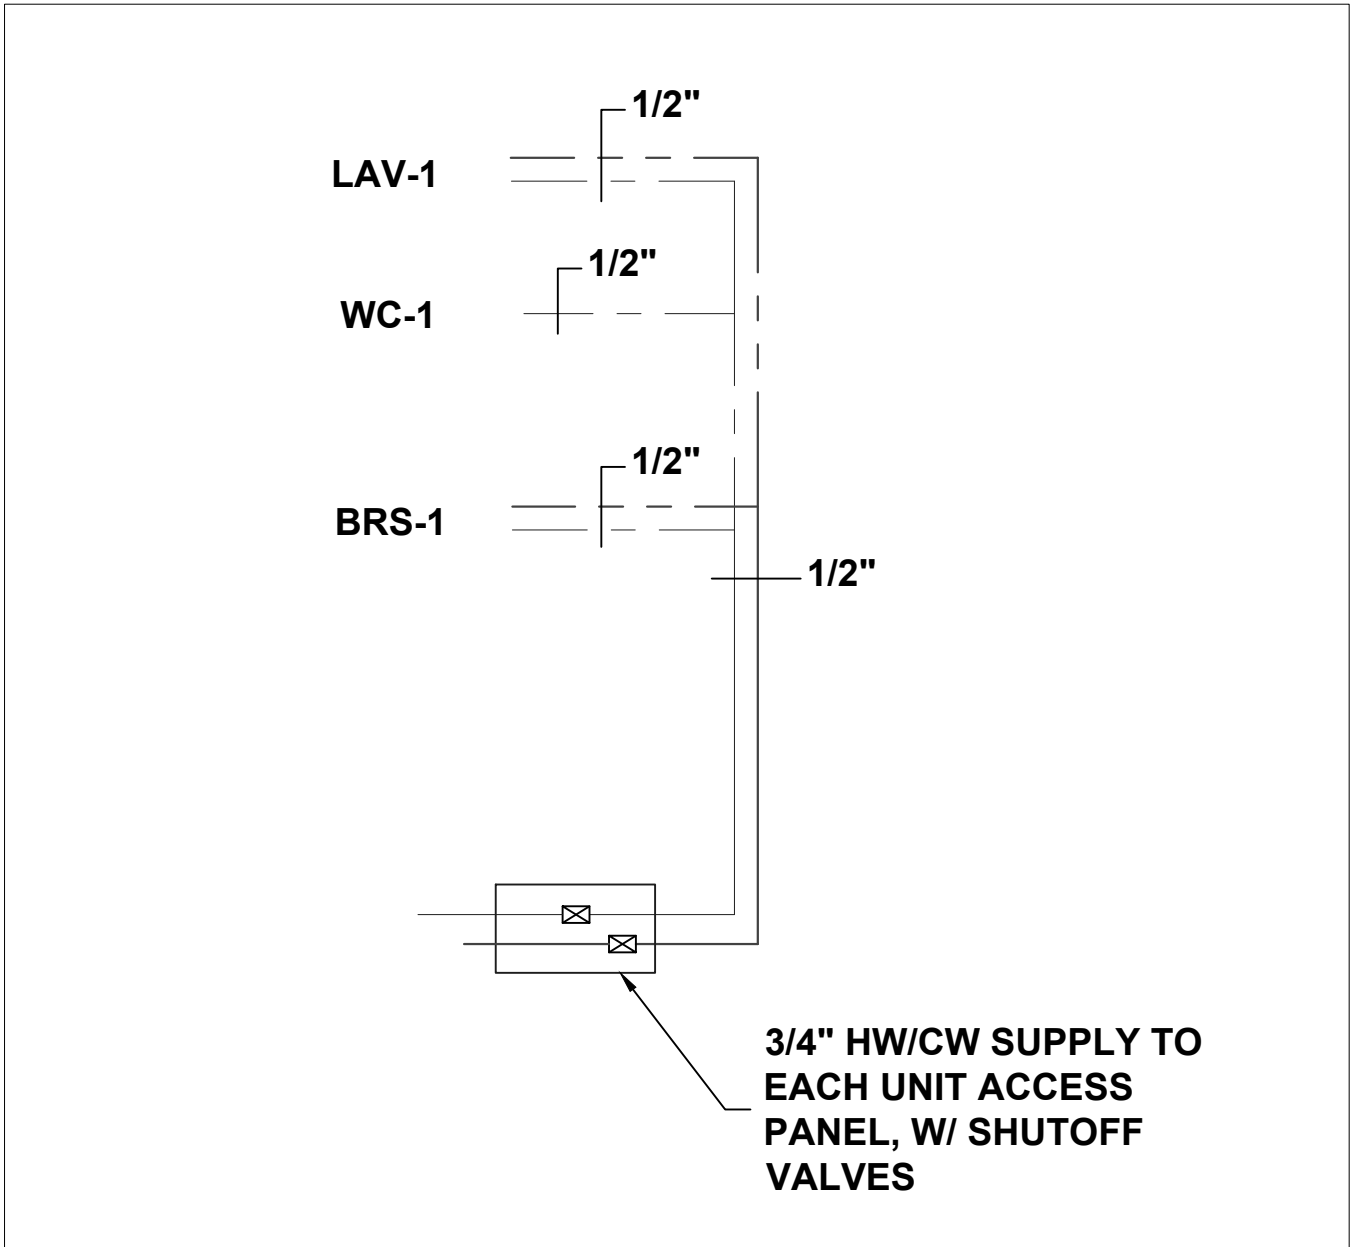 1/2"
LAV-1
1/2"
WC-1
1/2"
BRS-1
1/2"
3/4" HW/CW SUPPLY TO
EACH UNIT ACCESS
PANEL, W/ SHUTOFF
VALVES